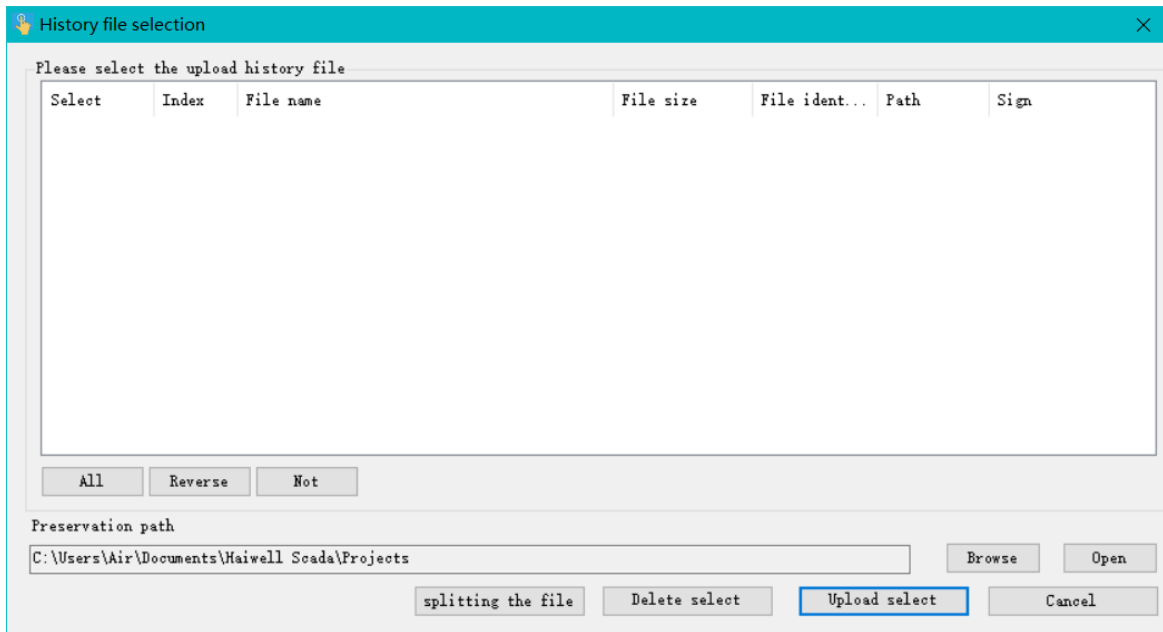 History file selection
Please select the upload history file
Select Index File name File size File ident... Path Sign
All Reverse Not
Preservation path
C:\Users\Air\Documents\Haiwell Scada\Projects Browse Open
splitting the file Delete select Upload select Cancel